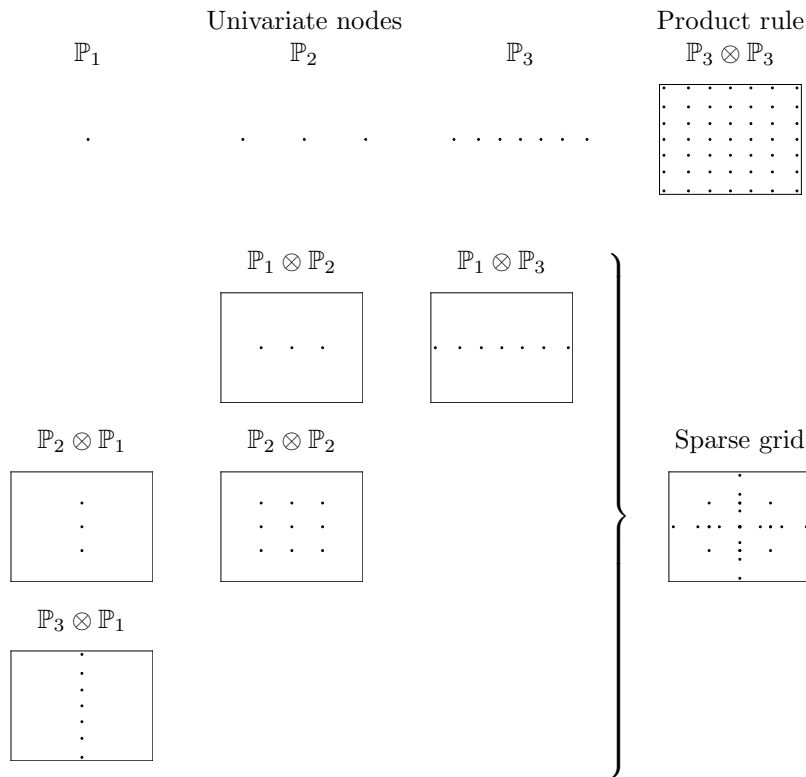 Univariate nodes
Product rule
ℙ₁
ℙ₂
ℙ₃
ℙ₃ ⊗ ℙ₃
ℙ₁ ⊗ ℙ₂
ℙ₁ ⊗ ℙ₃
ℙ₂ ⊗ ℙ₁
ℙ₂ ⊗ ℙ₂
Sparse grid
ℙ₃ ⊗ ℙ₁